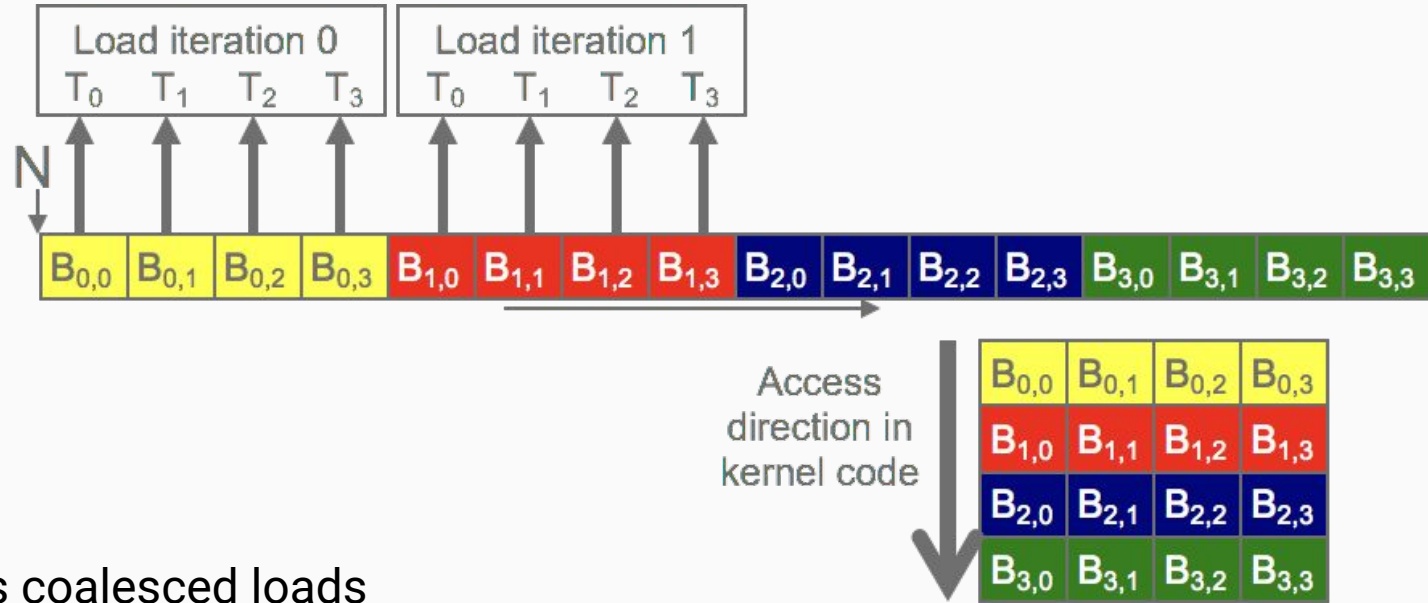 Load iteration 0
T₀ T₁ T₂ T₃
Load iteration 1
T₀ T₁ T₂ T₃
N
B₀,₀ B₀,₁ B₀,₂ B₀,₃ B₁,₀ B₁,₁ B₁,₂ B₁,₃ B₂,₀ B₂,₁ B₂,₂ B₂,₃ B₃,₀ B₃,₁ B₃,₂ B₃,₃
Access
direction in
kernel code
B₀,₀ B₀,₁ B₀,₂ B₀,₃
B₁,₀ B₁,₁ B₁,₂ B₁,₃
B₂,₀ B₂,₁ B₂,₂ B₂,₃
B₃,₀ B₃,₁ B₃,₂ B₃,₃
s coalesced loads